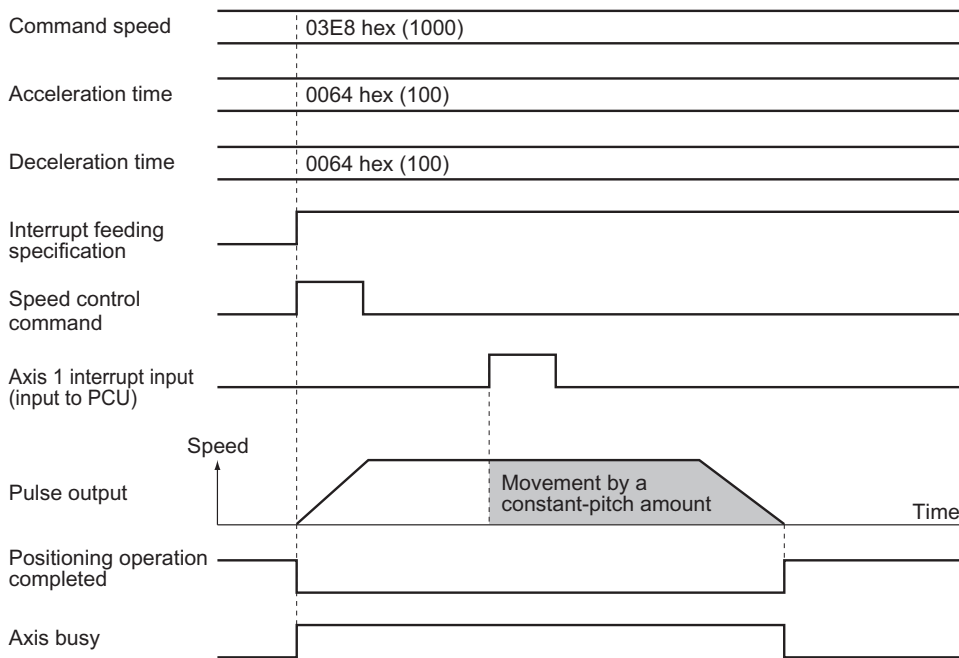 Command speed
03E8 hex (1000)
Acceleration time
0064 hex (100)
Deceleration time
0064 hex (100)
Interrupt feeding
specification
Speed control
command
Axis 1 interrupt input
(input to PCU)
Speed
Pulse output
Movement by a
constant-pitch amount
Time
Positioning operation
completed
Axis busy